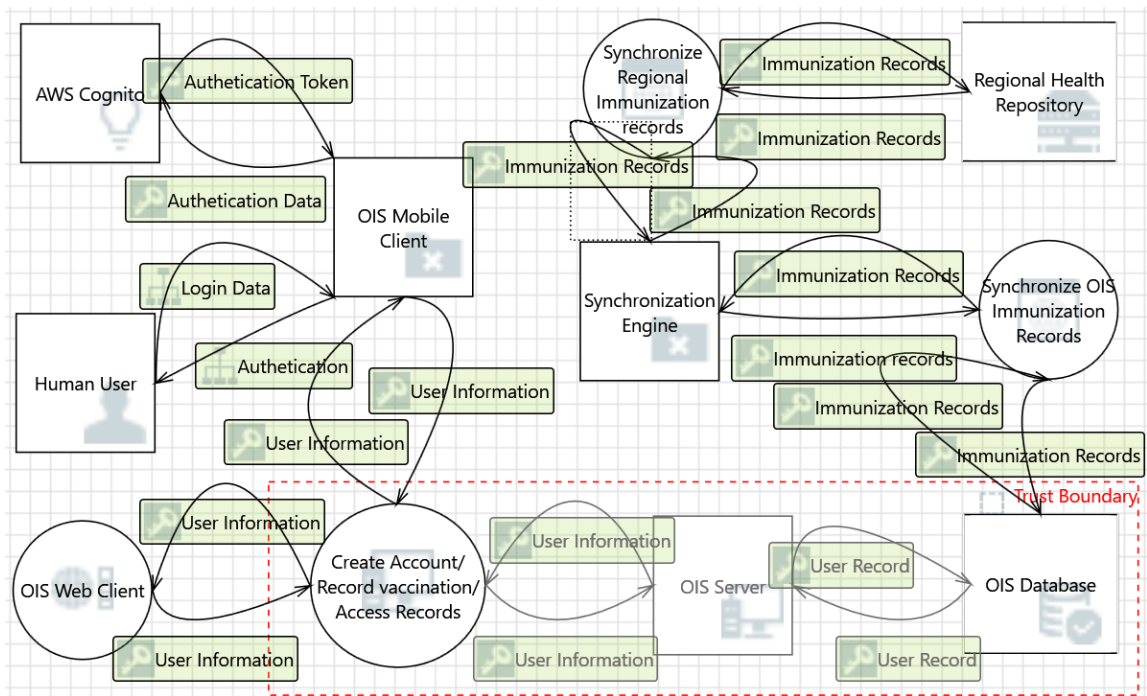 AWS Cognito
Authetication Token
Synchronize
Regional
Immunization
records
Immunization Records
Regional Health
Repository
Immunization Records
Immunization Records
Authetication Data
OIS Mobile
Client
Immunization Records
Login Data
Synchronization
Engine
Immunization Records
Synchronize OIS
Immunization
Records
Human User
Authetication
Immunization records
User Information
Immunization Records
User Information
Immunization Records
Trust Boundary
User Information
OIS Web Client
Create Account/
Record vaccination/
Access Records
User Information
OIS Server
User Record
OIS Database
User Information
User Information
User Record